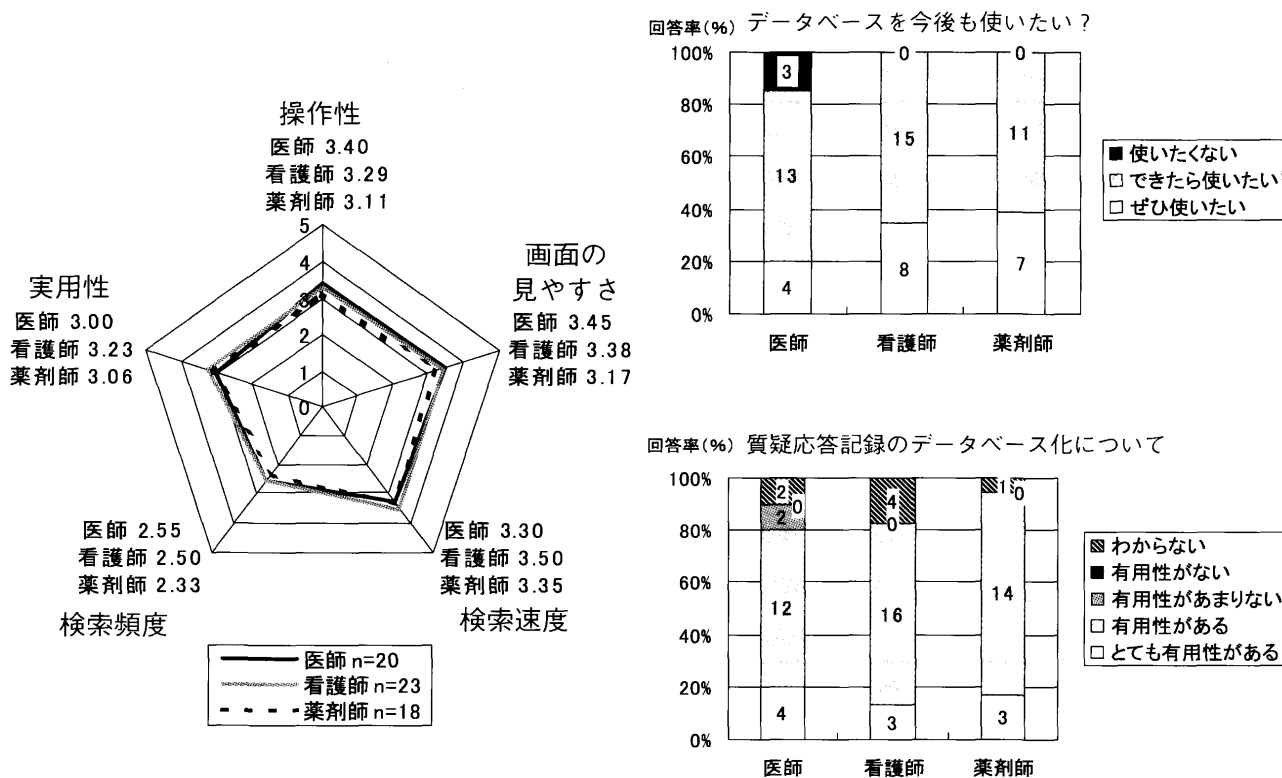 操作性
医師 3.40
看護師 3.29
薬剤師 3.11
5
4
3
2
1
0
画面の
見やすさ
医師 3.45
看護師 3.38
薬剤師 3.17
実用性
医師 3.00
看護師 3.23
薬剤師 3.06
医師 2.55
看護師 2.50
薬剤師 2.33
検索頻度
医師 3.30
看護師 3.50
薬剤師 3.35
検索速度
医師 n=20
看護師 n=23
薬剤師 n=18
回答率(%) データベースを今後も使いたい？
100%
80%
60%
40%
20%
0%
3
13
4
0
15
8
0
11
7
医師 看護師 薬剤師
使いたくない
できたら使いたい
ぜひ使いたい
回答率(%) 質疑応答記録のデータベース化について
100%
80%
60%
40%
20%
0%
2
0
2
12
4
4
0
16
3
1
0
14
3
医師 看護師 薬剤師
わからない
有用性がない
有用性があまりない
有用性がある
とても有用性がある